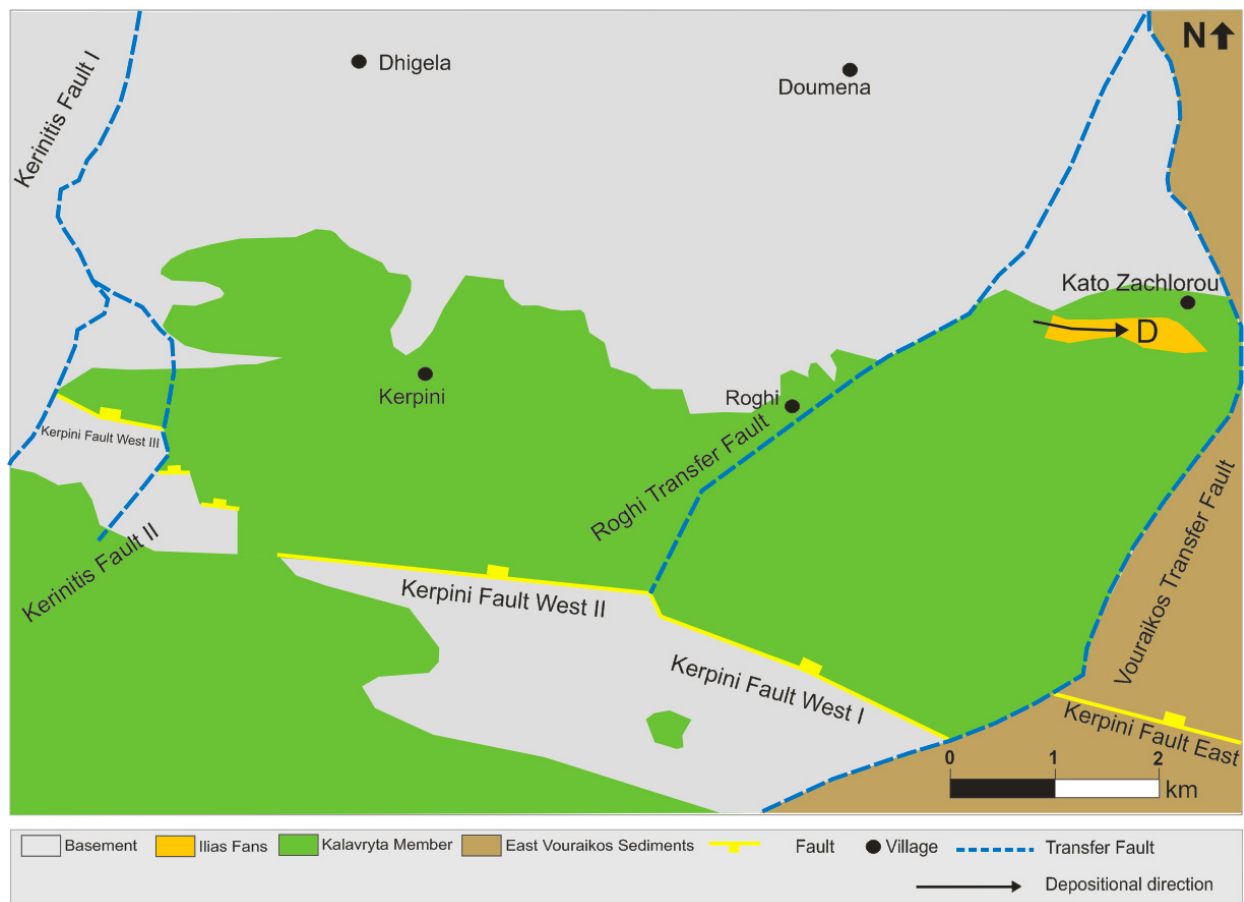 N
Kerinitis Fault I
Dhigela
Doumena
Kato Zachlorou
D
Kerpini
Roghi
Kerpini Fault West III
Roghi Transfer Fault
Kerinitis Fault II
Kerpini Fault West II
Kerpini Fault West I
Vouraikos Transfer Fault
Kerpini Fault East
0 1 2
km
Basement Ilias Fans Kalavryta Member East Vouraikos Sediments Fault Village Transfer Fault
Depositional direction